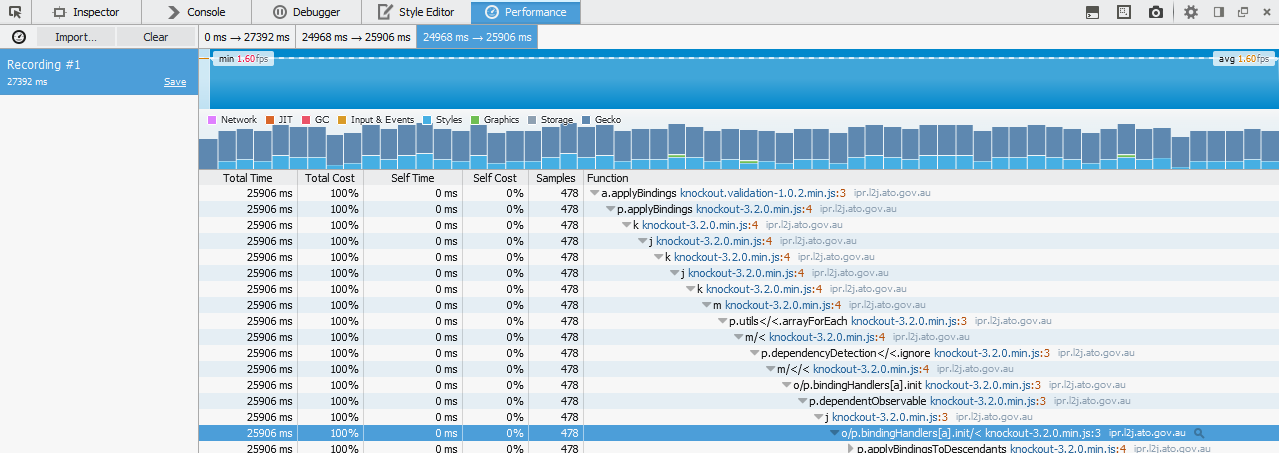 Inspector Console Debugger Style Editor Performance
Import... Clear 0 ms → 27392 ms 24968 ms → 25906 ms 24968 ms → 25906 ms
Recording #1
27392 ms Save
min 1.60fps avg 1.60fps
Network JIT GC Input & Events Styles Graphics Storage Gecko
Total Time Total Cost Self Time Self Cost Samples Function
25906 ms 100% 0 ms 0% 478 a.applyBindings knockout.validation-1.0.2.min.js:3 ipr.l2j.ato.gov.au
25906 ms 100% 0 ms 0% 478 p.applyBindings knockout-3.2.0.min.js:4 ipr.l2j.ato.gov.au
25906 ms 100% 0 ms 0% 478 k knockout-3.2.0.min.js:4 ipr.l2j.ato.gov.au
25906 ms 100% 0 ms 0% 478 j knockout-3.2.0.min.js:4 ipr.l2j.ato.gov.au
25906 ms 100% 0 ms 0% 478 k knockout-3.2.0.min.js:4 ipr.l2j.ato.gov.au
25906 ms 100% 0 ms 0% 478 j knockout-3.2.0.min.js:4 ipr.l2j.ato.gov.au
25906 ms 100% 0 ms 0% 478 k knockout-3.2.0.min.js:4 ipr.l2j.ato.gov.au
25906 ms 100% 0 ms 0% 478 m knockout-3.2.0.min.js:4 ipr.l2j.ato.gov.au
25906 ms 100% 0 ms 0% 478 p.utils</<.arrayForEach knockout-3.2.0.min.js:3 ipr.l2j.ato.gov.au
25906 ms 100% 0 ms 0% 478 m/< knockout-3.2.0.min.js:4 ipr.l2j.ato.gov.au
25906 ms 100% 0 ms 0% 478 p.dependencyDetection</<.ignore knockout-3.2.0.min.js:3 ipr.l2j.ato.gov.au
25906 ms 100% 0 ms 0% 478 m/</< knockout-3.2.0.min.js:4 ipr.l2j.ato.gov.au
25906 ms 100% 0 ms 0% 478 o/p.bindingHandlers[a].init knockout-3.2.0.min.js:3 ipr.l2j.ato.gov.au
25906 ms 100% 0 ms 0% 478 p.dependentObservable knockout-3.2.0.min.js:3 ipr.l2j.ato.gov.au
25906 ms 100% 0 ms 0% 478 j knockout-3.2.0.min.js:3 ipr.l2j.ato.gov.au
25906 ms 100% 0 ms 0% 478 o/p.bindingHandlers[a].init/< knockout-3.2.0.min.js:3 ipr.l2j.ato.gov.au
25906 ms 100% 0 ms 0% 478 p.applyBindingsToDescendants knockout-3.2.0.min.js:4 ipr.l2j.ato.gov.au